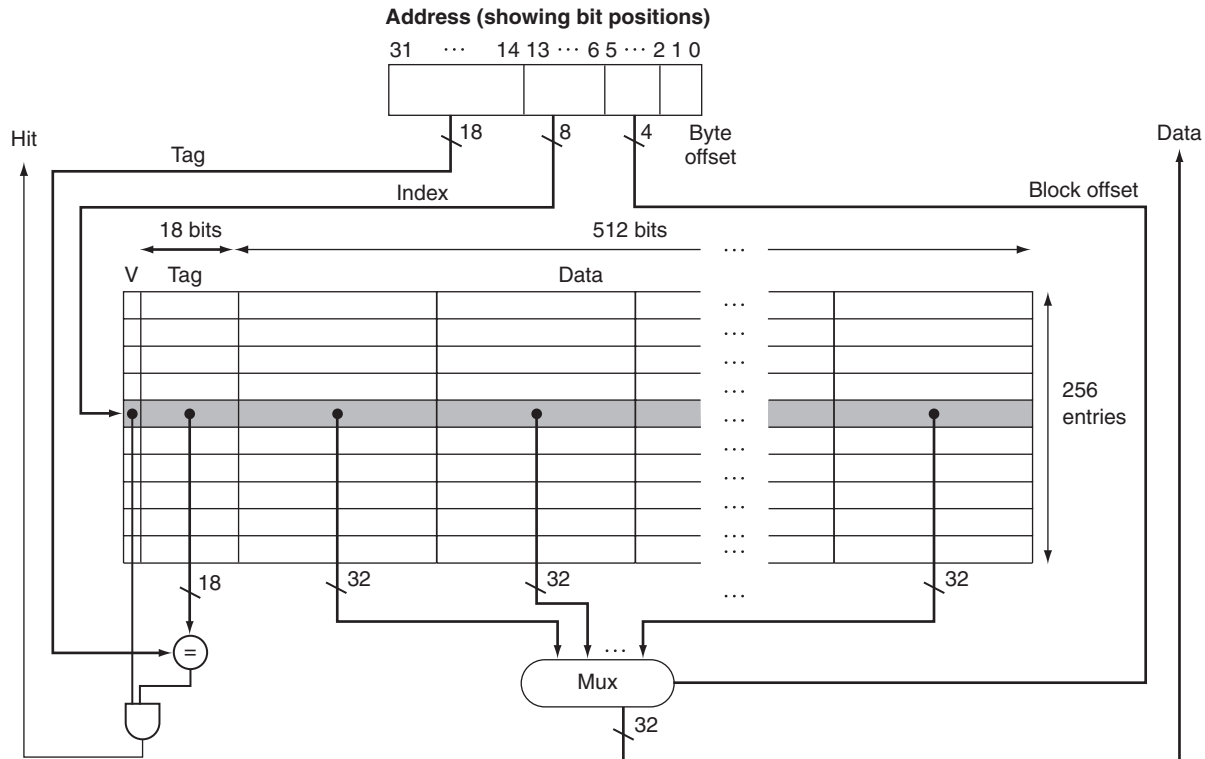 Address (showing bit positions)
31 ··· 14 13 ··· 6 5 ··· 2 1 0
18
8
4
Byte
offset
Hit
Data
Tag
Index
Block offset
18 bits
512 bits
...
V
Tag
Data
...
...
...
...
...
...
...
...
...
...
...
256
entries
18
32
32
...
32
=
...
Mux
32